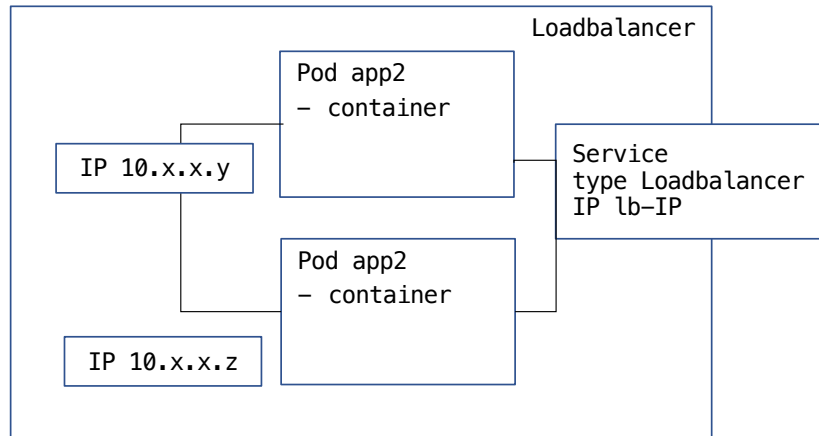 Loadbalancer
Pod app2
– container
IP 10.x.x.y
Service
type Loadbalancer
IP lb–IP
Pod app2
– container
IP 10.x.x.z